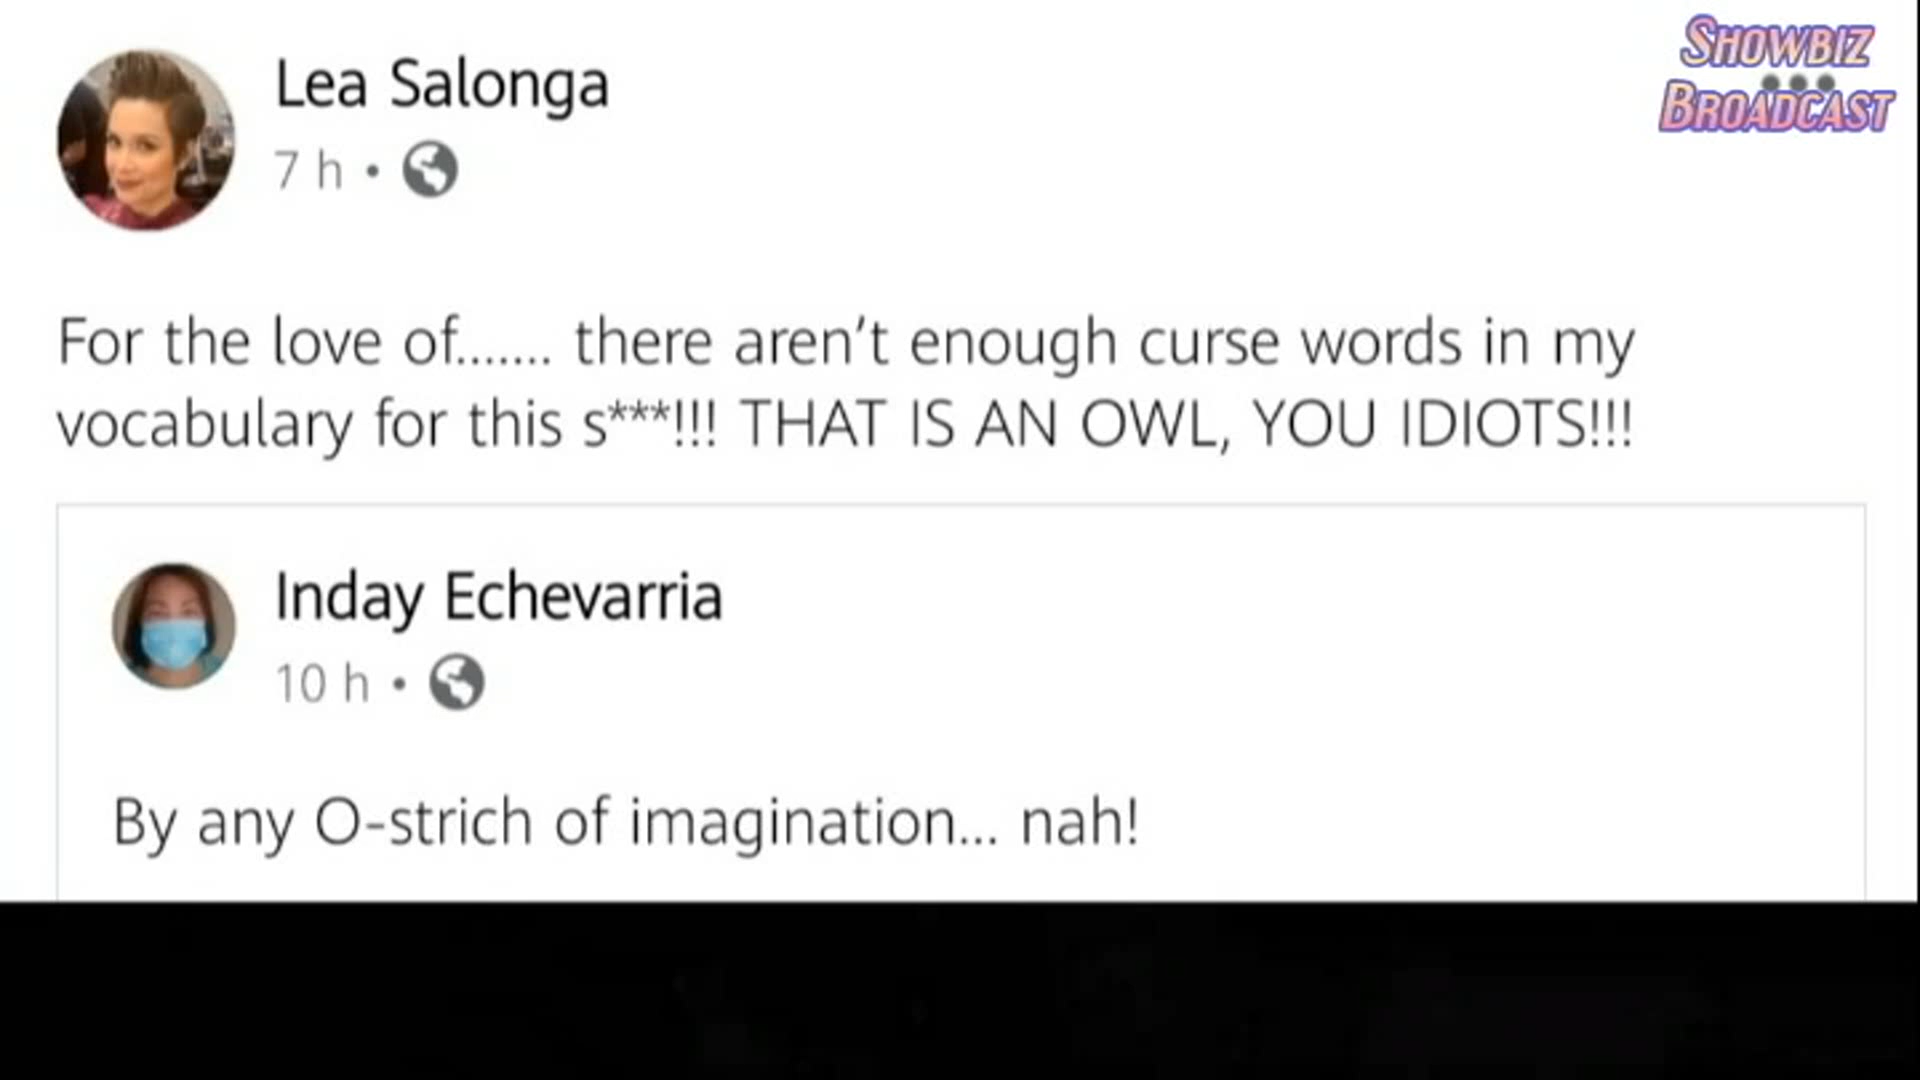 Lea Salonga
7 h •
SHOWBIZ
BROADCAST
For the love of....... there aren't enough curse words in my
vocabulary for this s***!!! THAT IS AN OWL, YOU IDIOTS!!!
Inday Echevarria
10 h •
By any O-strich of imagination... nah!